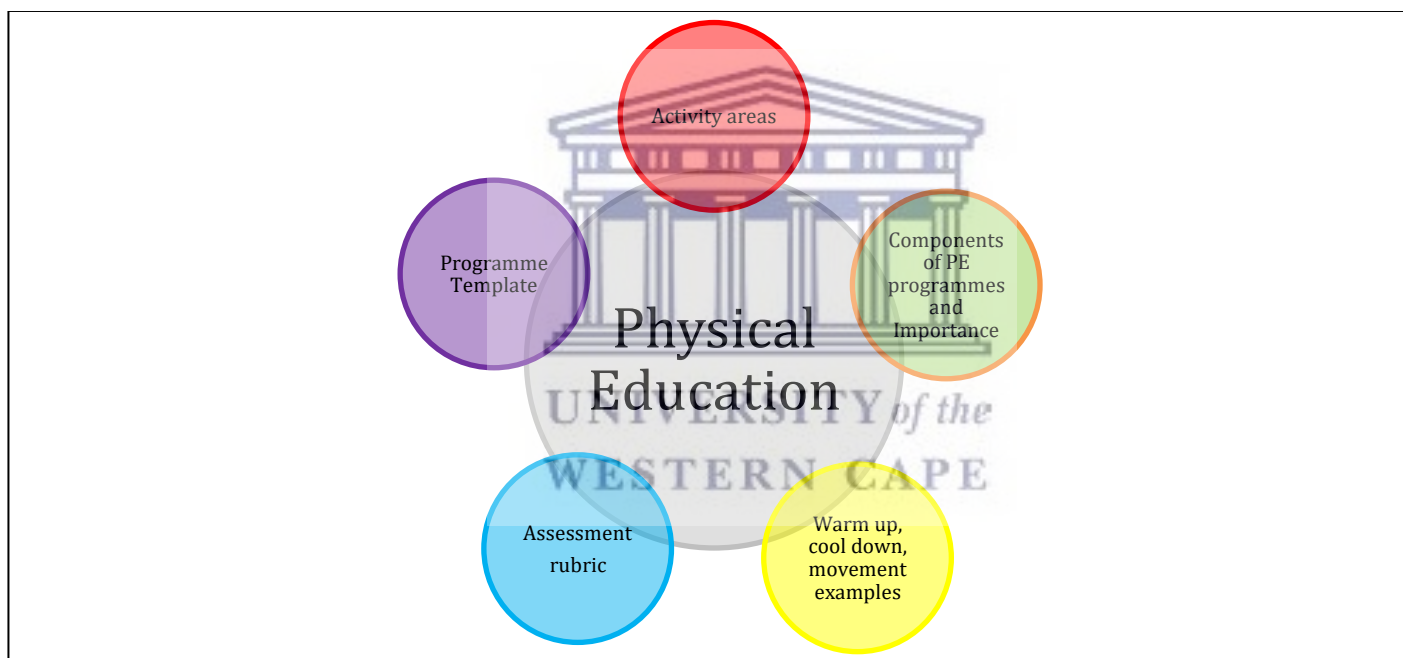 Activity areas
Components
of PE
programmes
and
Importance
Programme
Template
Physical
Education
UNIVERSITY of the
WESTERN CAPE
Assessment
rubric
Warm up,
cool down,
movement
examples